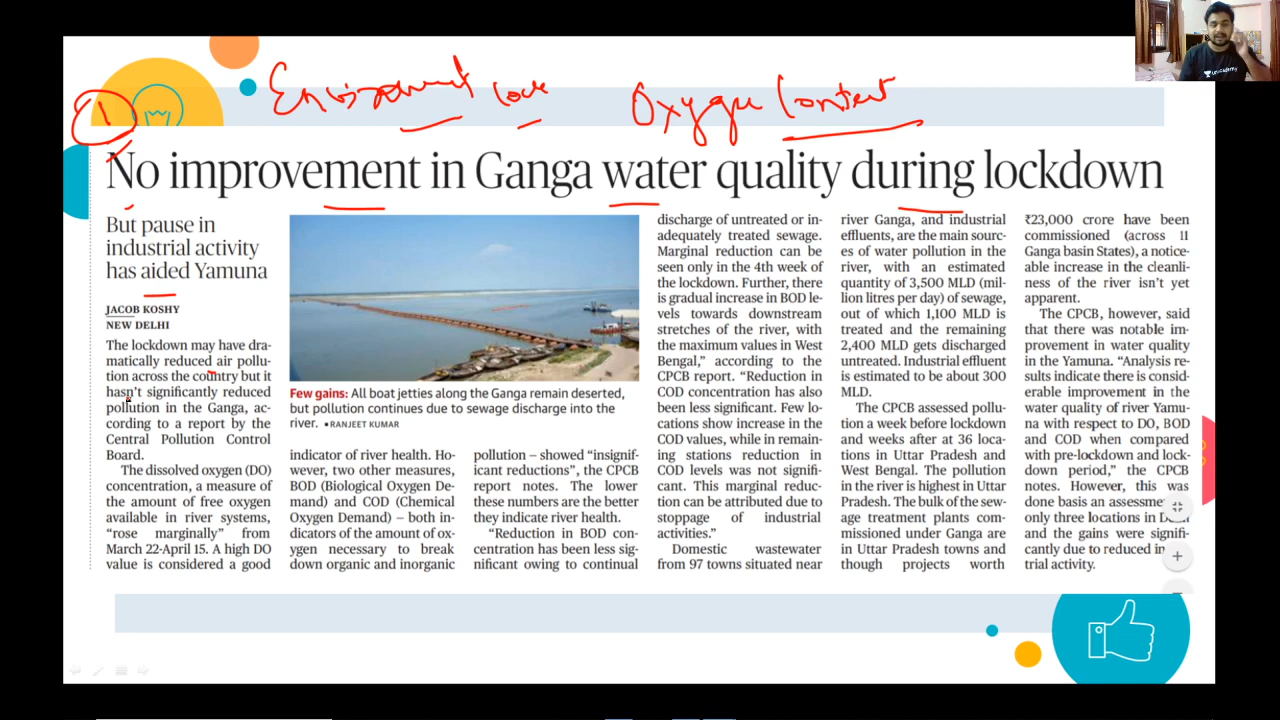 1
Environment
Oxygen Content
No improvement in Ganga water quality during lockdown
But pause in
industrial activity
has aided Yamuna
JACOB KOSHY
NEW DELHI
The lockdown may have dra-
matically reduced air pollu-
tion across the country but it
hasn't significantly reduced
pollution in the Ganga, ac-
cording to a report by the
Central Pollution Control
Board.
The dissolved oxygen (DO)
concentration, a measure of
the amount of free oxygen
available in river systems,
“rose marginally” from
March 22-April 15. A high DO
value is considered a good
Few gains: All boat jetties along the Ganga remain deserted,
but pollution continues due to sewage discharge into the
river. ▪ RANJEET KUMAR
indicator of river health. Ho-
wever, two other measures,
BOD (Biological Oxygen De-
mand) and COD (Chemical
Oxygen Demand) – both in-
dicators of the amount of ox-
ygen necessary to break
down organic and inorganic
pollution – showed “insignif-
icant reductions”, the CPCB
report notes. The lower
these numbers are the better
they indicate river health.
“Reduction in BOD con-
centration has been less sig-
nificant owing to continual
discharge of untreated or in-
adequately treated sewage.
Marginal reduction can be
seen only in the 4th week of
the lockdown. Further, there
is gradual increase in BOD le-
vels towards downstream
stretches of the river, with
the maximum values in West
Bengal,” according to the
CPCB report. “Reduction in
COD concentration has also
been less significant. Few lo-
cations show increase in the
COD values, while in remain-
ing stations reduction in
COD levels was not signifi-
cant. This marginal reduc-
tion can be attributed due to
stoppage of industrial
activities.”
Domestic wastewater
from 97 towns situated near
river Ganga, and industrial
effluents, are the main sourc-
es of water pollution in the
river, with an estimated
quantity of 3,500 MLD (mil-
lion litres per day) of sewage,
out of which 1,100 MLD is
treated and the remaining
2,400 MLD gets discharged
untreated. Industrial effluent
is estimated to be about 300
MLD.
The CPCB assessed pollu-
tion a week before lockdown
and weeks after at 36 loca-
tions in Uttar Pradesh and
West Bengal. The pollution
in the river is highest in Uttar
Pradesh. The bulk of the sew-
age treatment plants com-
missioned under Ganga are
in Uttar Pradesh towns and
though projects worth
₹23,000 crore have been
commissioned (across 11
Ganga basin States), a notice-
able increase in the cleanli-
ness of the river isn't yet
apparent.
The CPCB, however, said
that there was notable im-
provement in water quality
in the Yamuna. “Analysis re-
sults indicate there is consid-
erable improvement in the
water quality of river Yamu-
na with respect to DO, BOD
and COD when compared
with pre-lockdown and lock-
down period,” the CPCB
notes. However, this was
done basis an
only three locations in
and the gains were signifi-
cantly due to reduced
trial activity.